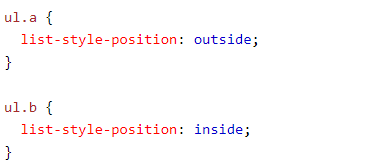 ul.a {
  list-style-position: outside;
}

ul.b {
  list-style-position: inside;
}